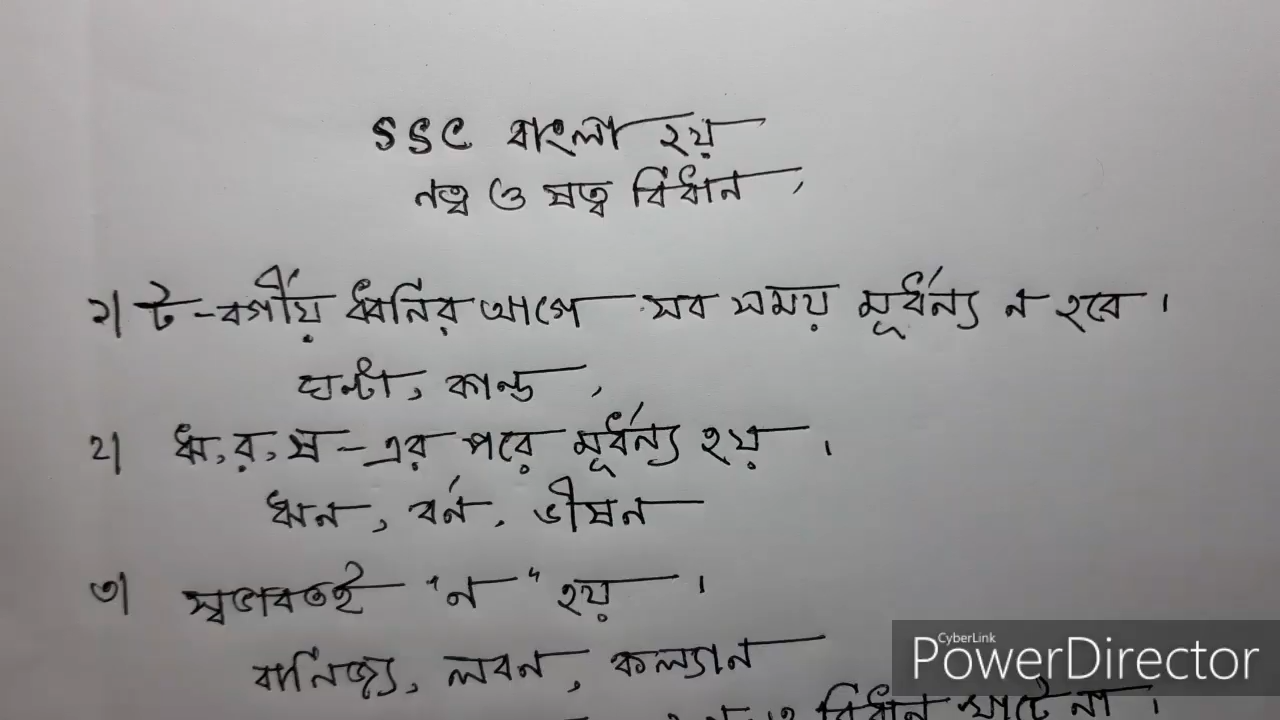 SSC বাংলা ২য়
ণত্ব ও ষত্ব বিধান
১। ট-বর্গীয় ধ্বনির আগে সব সময় মূর্ধন্য ণ হবে।
ঘণ্টা, কাণ্ড,
২। ঋ,র,ষ-এর পরে মূর্ধন্য হয়।
ঋণ, বর্ণ, ভীষণ
৩। স্বভাবতই "ণ" হয়।
বাণিজ্য, লবণ, কল্যাণ
বিধান খাটে না।
CyberLink
PowerDirector